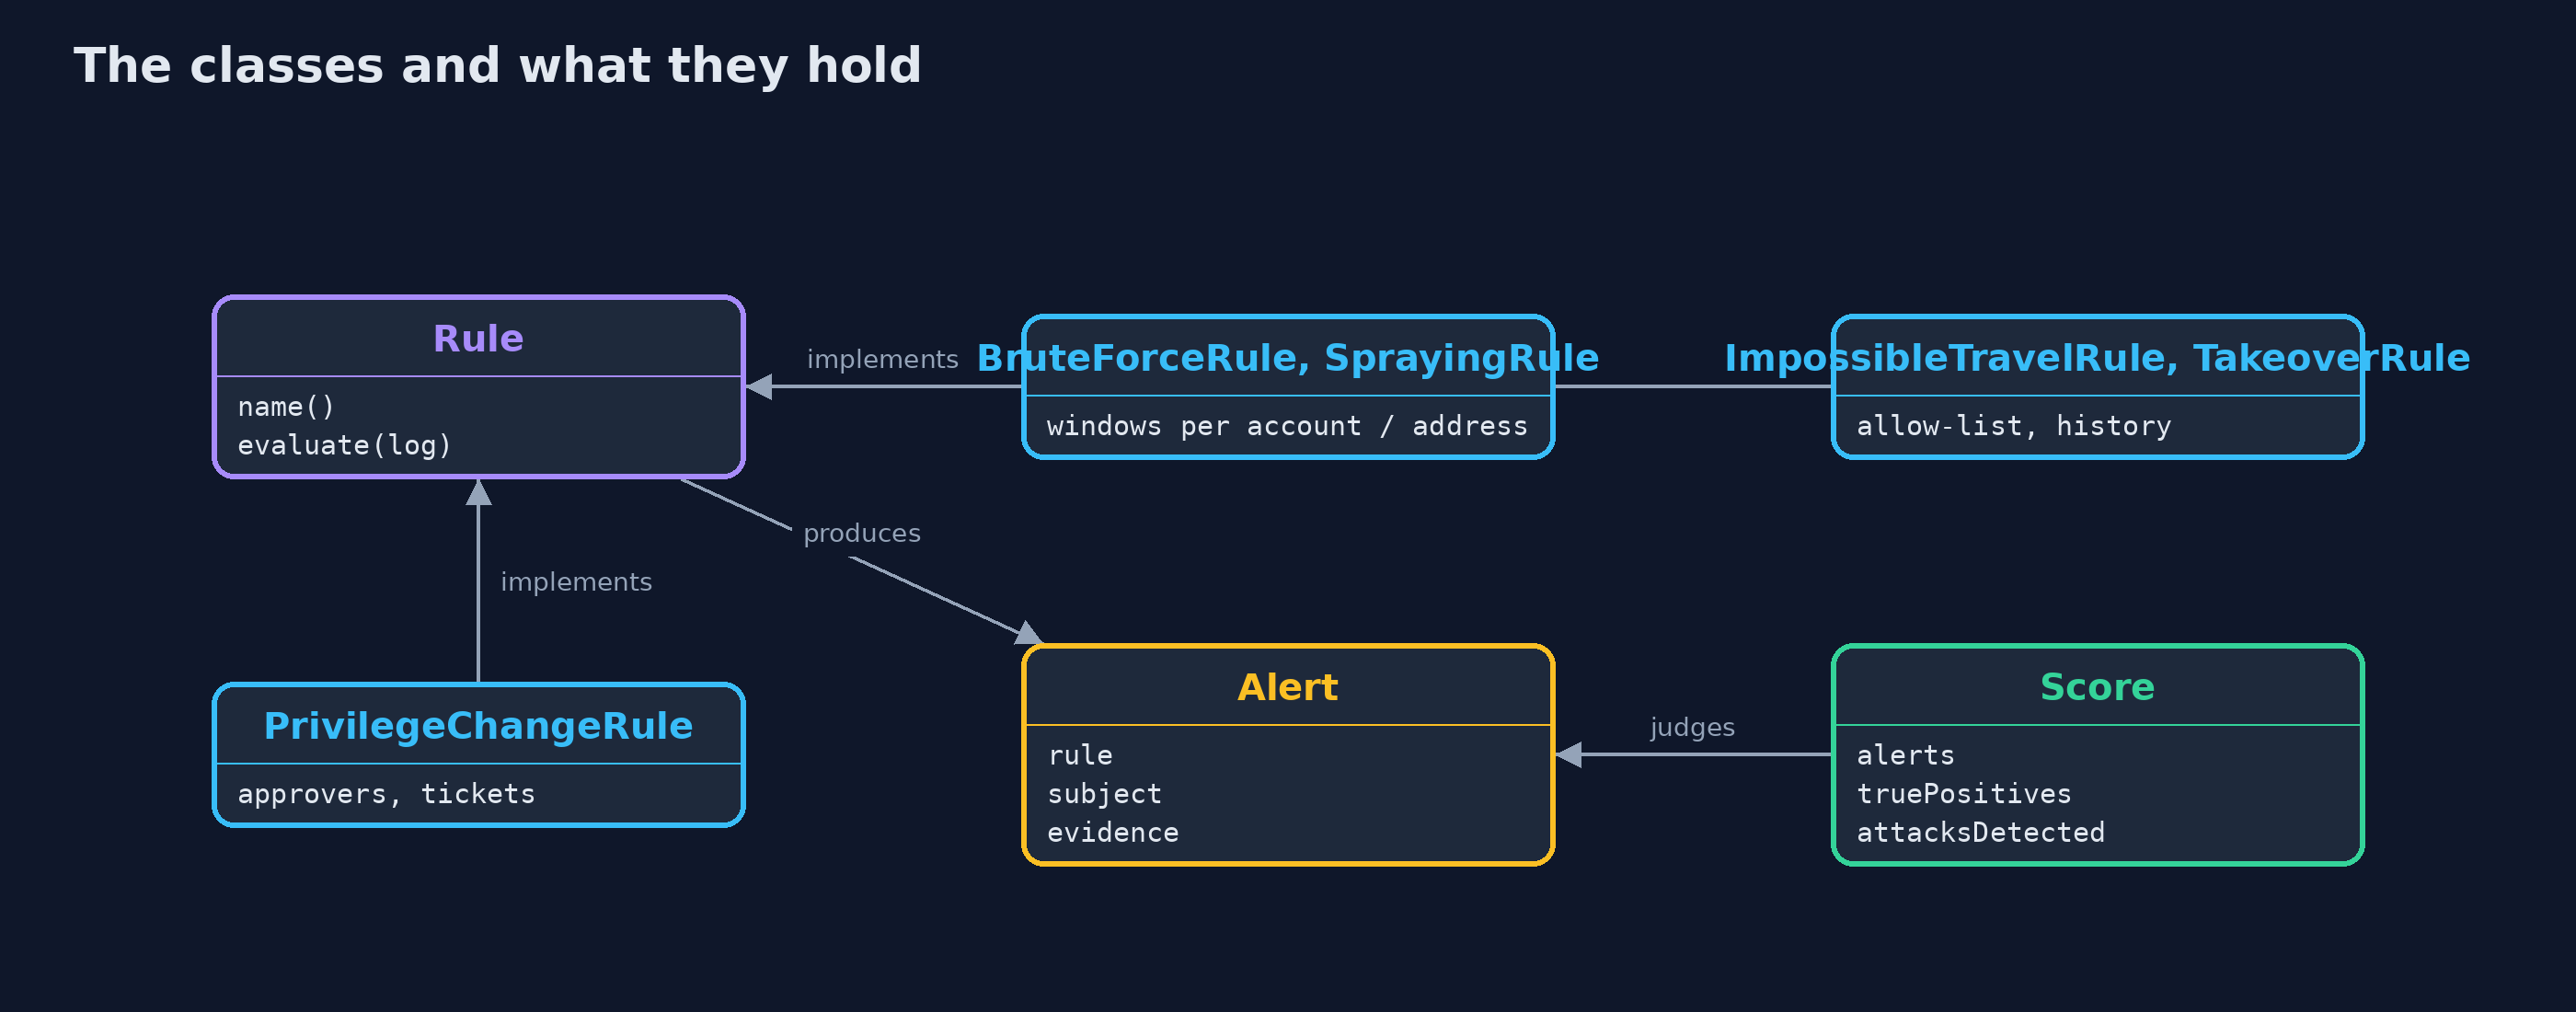 The classes and what they hold
Rule
name()
evaluate(log)
implements
BruteForceRule, SprayingRule
windows per account / address
ImpossibleTravelRule, TakeoverRule
allow-list, history
produces
implements
PrivilegeChangeRule
approvers, tickets
Alert
rule
subject
evidence
judges
Score
alerts
truePositives
attacksDetected